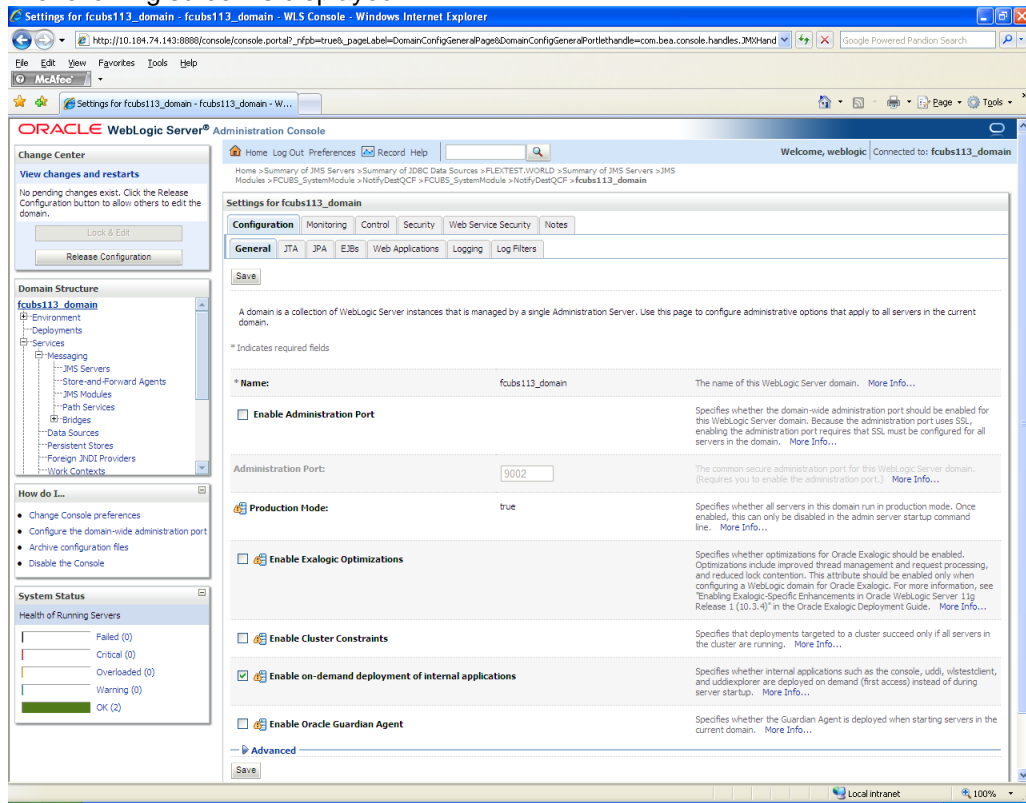 Settings for fcubs113_domain - fcubs113_domain - WLS Console - Windows Internet Explorer
http://10.184.74.143:8888/console/console.portal?_nfpb=true&_pageLabel=DomainConfigGeneralPage&DomainConfigGeneralPortlethandle=com.bea.console.handles.JMXHand
Google Powered Pandion Search
File Edit View Favorites Tools Help
McAfee
Settings for fcubs113_domain - fcubs113_domain - W...
Page Tools
ORACLE WebLogic Server® Administration Console
Change Center
View changes and restarts
No pending changes exist. Click the Release
Configuration button to allow others to edit the
domain.
Lock & Edit
Release Configuration
Domain Structure
fcubs113_domain
Environment
Deployments
Services
Messaging
JMS Servers
Store-and-Forward Agents
JMS Modules
Path Services
Bridges
Data Sources
Persistent Stores
Foreign JNDI Providers
Work Contexts
How do I...
Change Console preferences
Configure the domain-wide administration port
Archive configuration files
Disable the Console
System Status
Health of Running Servers
Failed (0)
Critical (0)
Overloaded (0)
Warning (0)
OK (2)
Home Log Out Preferences Record Help
Welcome, weblogic Connected to: fcubs113_domain
Home >Summary of JMS Servers >Summary of JDBC Data Sources >FLEXTEST.WORLD >Summary of JMS Servers >JMS
Modules >FCUBS_SystemModule >NotifyDestQCF >FCUBS_SystemModule >NotifyDestQCF >fcubs113_domain
Settings for fcubs113_domain
Configuration Monitoring Control Security Web Service Security Notes
General JTA JPA EJBs Web Applications Logging Log Filters
Save
A domain is a collection of WebLogic Server instances that is managed by a single Administration Server. Use this page to configure administrative options that apply to all servers in the current
domain.
* Indicates required fields
* Name: fcubs113_domain The name of this WebLogic Server domain. More Info...
Enable Administration Port
Specifies whether the domain-wide administration port should be enabled for
this WebLogic Server domain. Because the administration port uses SSL,
enabling the administration port requires that SSL must be configured for all
servers in the domain. More Info...
Administration Port: 9002
The common secure administration port for this WebLogic Server domain.
(Requires you to enable the administration port.) More Info...
Production Mode: true
Specifies whether all servers in this domain run in production mode. Once
enabled, this can only be disabled in the admin server startup command
line. More Info...
Enable Exalogic Optimizations
Specifies whether optimizations for Oracle Exalogic should be enabled.
Optimizations include improved thread management and request processing,
and reduced lock contention. This attribute should be enabled only when
configuring a WebLogic domain for Oracle Exalogic. For more information, see
"Enabling Exalogic-Specific Enhancements in Oracle WebLogic Server 11g
Release 1 (10.3.4)" in the Oracle Exalogic Deployment Guide. More Info...
Enable Cluster Constraints
Specifies that deployments targeted to a cluster succeed only if all servers in
the cluster are running. More Info...
Enable on-demand deployment of internal applications
Specifies whether internal applications such as the console, uddi, wlstestclient,
and uddiexplorer are deployed on demand (first access) instead of during
server startup. More Info...
Enable Oracle Guardian Agent
Specifies whether the Guardian Agent is deployed when starting servers in the
current domain. More Info...
Advanced
Save
Local intranet 100%